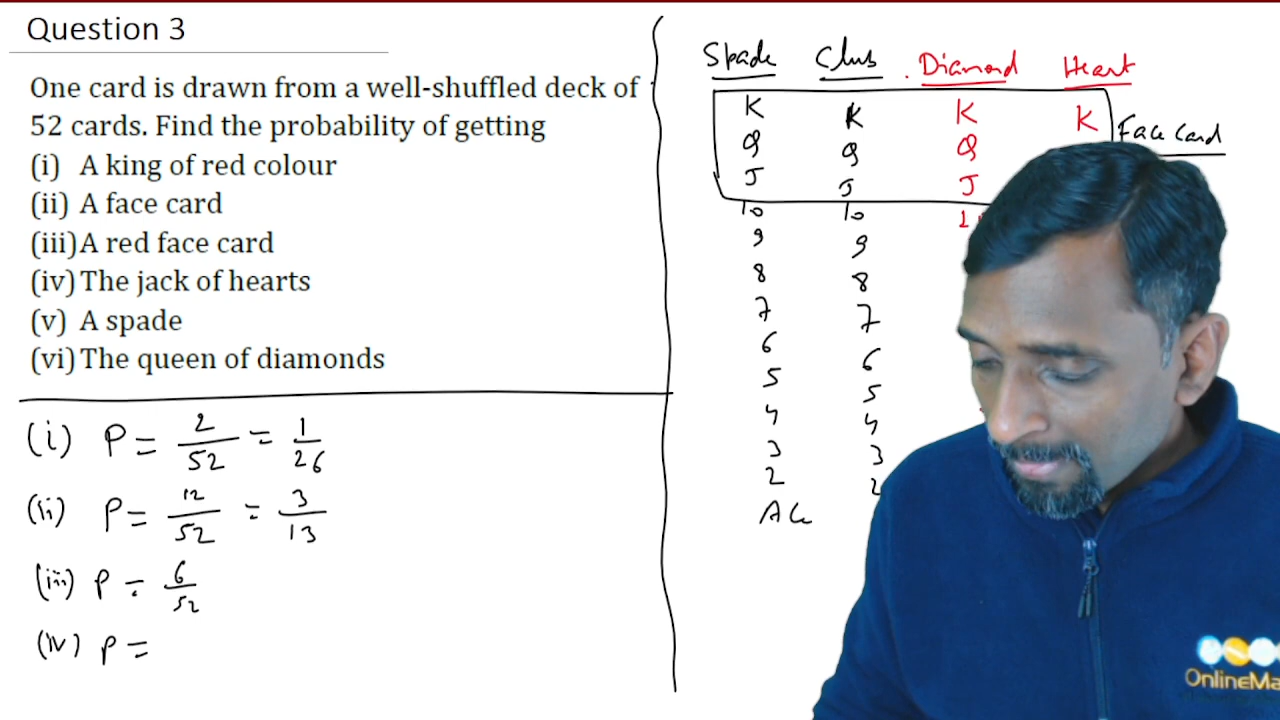 Question 3
One card is drawn from a well-shuffled deck of
52 cards. Find the probability of getting
(i) A king of red colour
(ii) A face card
(iii) A red face card
(iv) The jack of hearts
(v) A spade
(vi) The queen of diamonds
(i) P = 2/52 = 1/26
(ii) P = 12/52 = 3/13
(iii) P = 6/52
(iv) P =
Spade Club Diamond Heart
K K K K Face Card
Q Q Q
J J J
10 10
9 9
8 8
7 7
6 6
5 5
4 4
3 3
2 2
Ace
OnlineMa